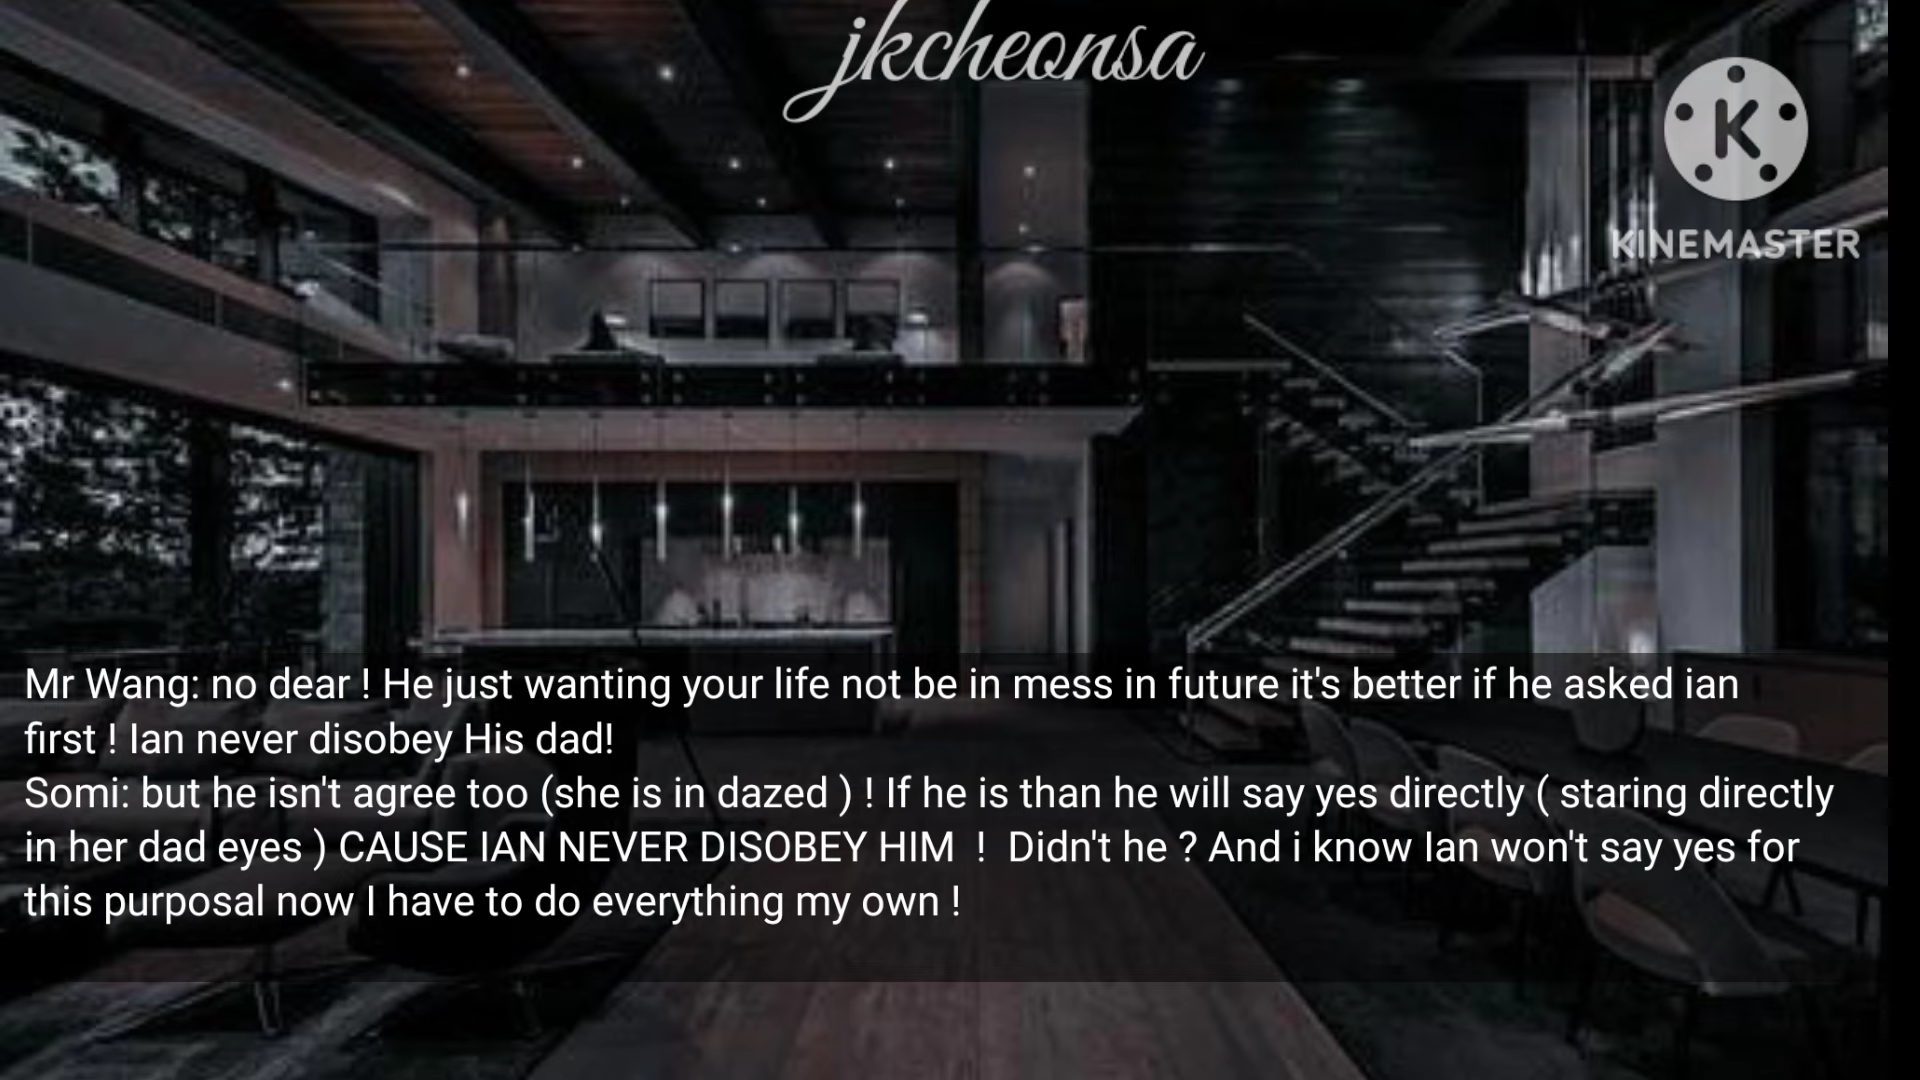 jkcheonsa
K
KINEMASTER
Mr Wang: no dear ! He just wanting your life not be in mess in future it's better if he asked ian
first ! Ian never disobey His dad!
Somi: but he isn't agree too (she is in dazed ) ! If he is than he will say yes directly ( staring directly
in her dad eyes ) CAUSE IAN NEVER DISOBEY HIM  !  Didn't he ? And i know Ian won't say yes for
this purposal now I have to do everything my own !